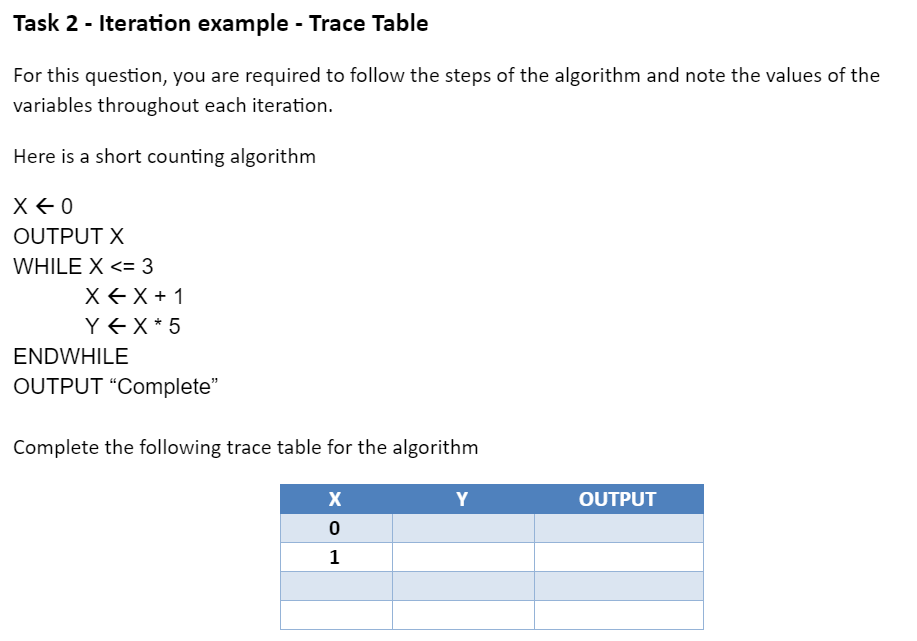 Task 2 - Iteration example - Trace Table
For this question, you are required to follow the steps of the algorithm and note the values of the
variables throughout each iteration.
Here is a short counting algorithm
X ← 0
OUTPUT X
WHILE X <= 3
X ← X + 1
Y ← X * 5
ENDWHILE
OUTPUT “Complete”
Complete the following trace table for the algorithm
X Y OUTPUT
0
1